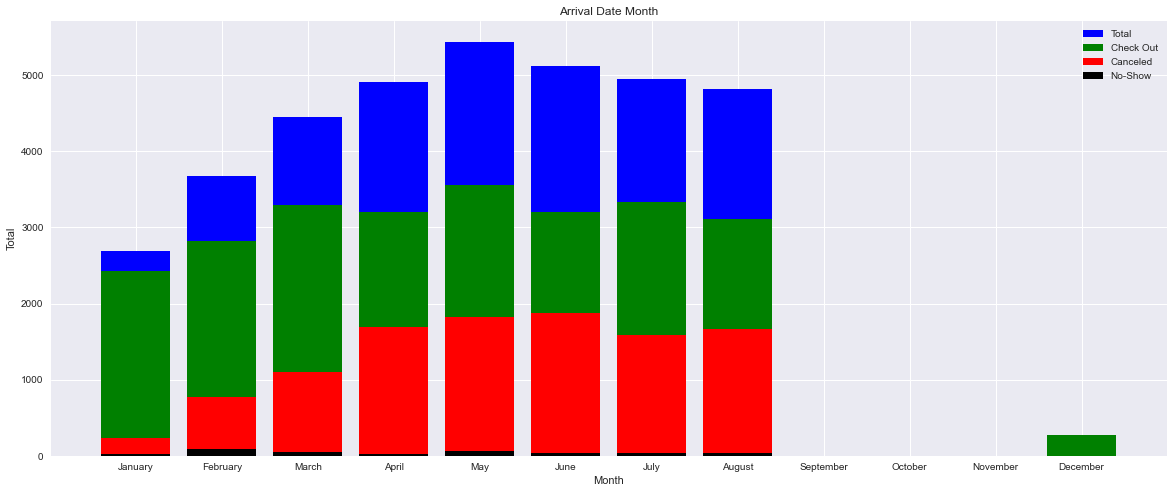 Arrival Date Month
Total
Check Out
Canceled
No-Show
5000
4000
3000
2000
1000
0
Total
January February March April May June July August September October November December
Month